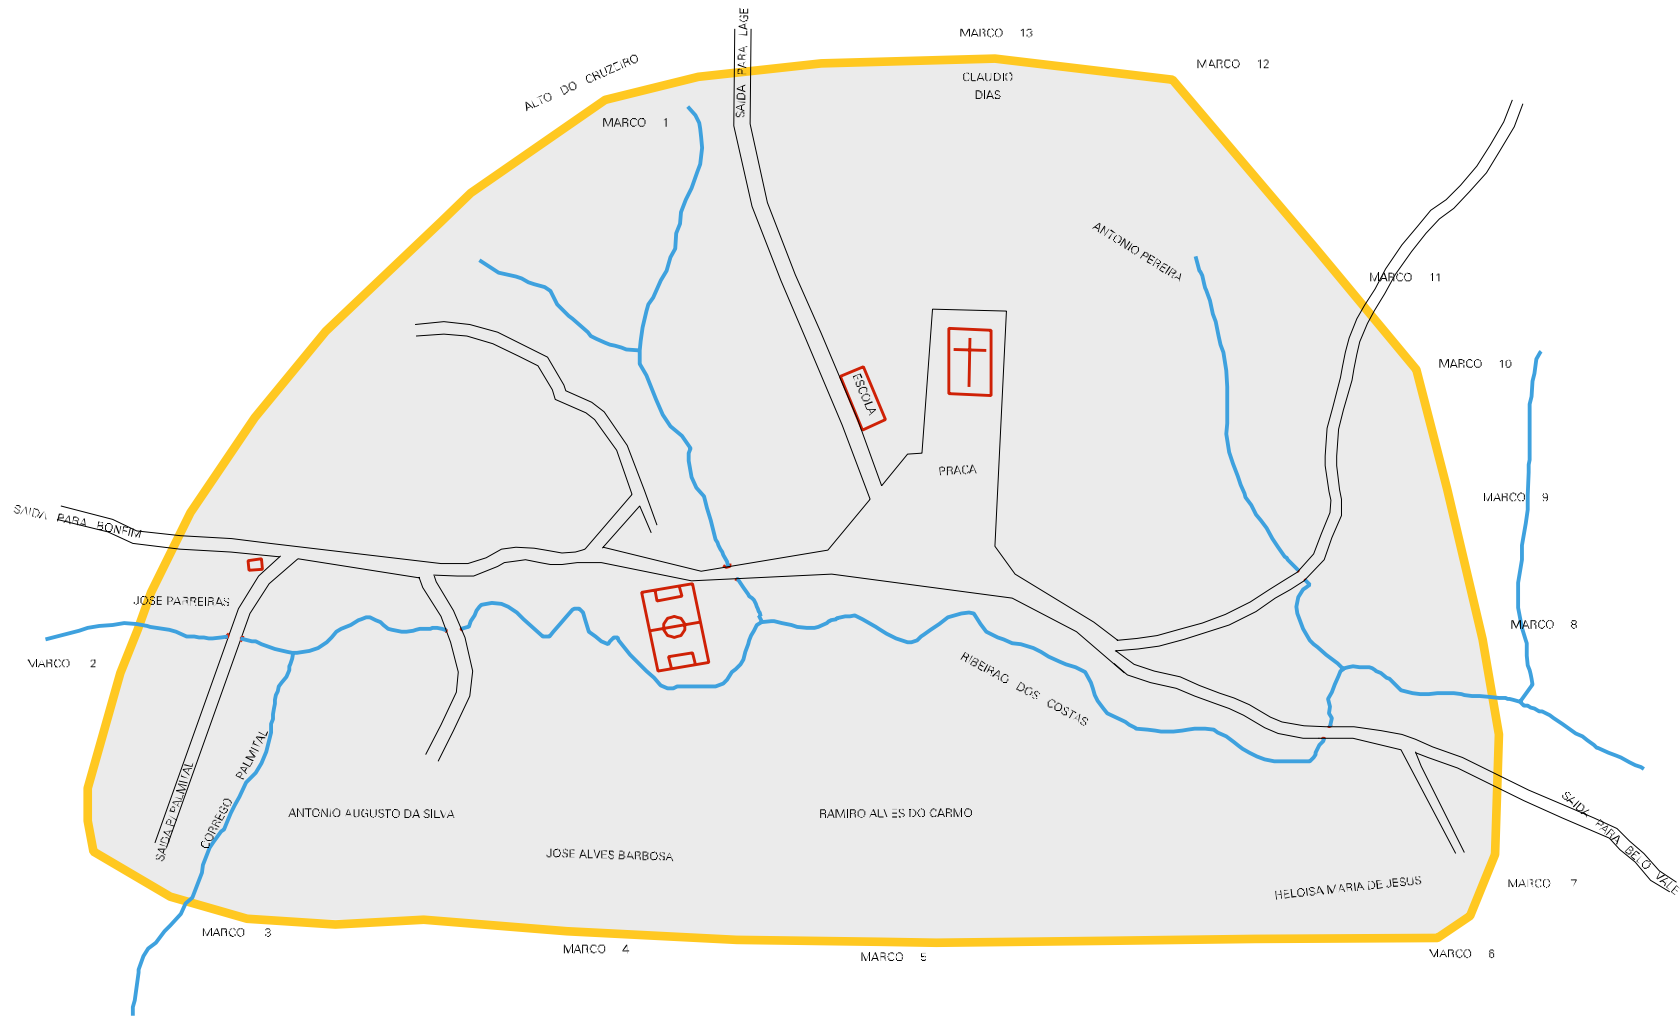 SAIDA PARA LAGE
MARCO 13
MARCO 12
ALTO DO CRUZEIRO
CLAUDIO
DIAS
MARCO 1
ANTONIO PEREIRA
MARCO 11
MARCO 10
ESCOLA
PRACA
MARCO 9
SAIDA PARA BONFIM
JOSE PARREIRAS
MARCO 8
MARCO 2
RIBEIRAO DOS COSTAS
CORREGO PALMITAL
SAIDA P/ PALMITAL
ANTONIO AUGUSTO DA SILVA
RAMIRO ALVES DO CARMO
SAIDA PARA BELO VALE
JOSE ALVES BARBOSA
HELOISA MARIA DE JESUS
MARCO 7
MARCO 3
MARCO 4
MARCO 5
MARCO 6